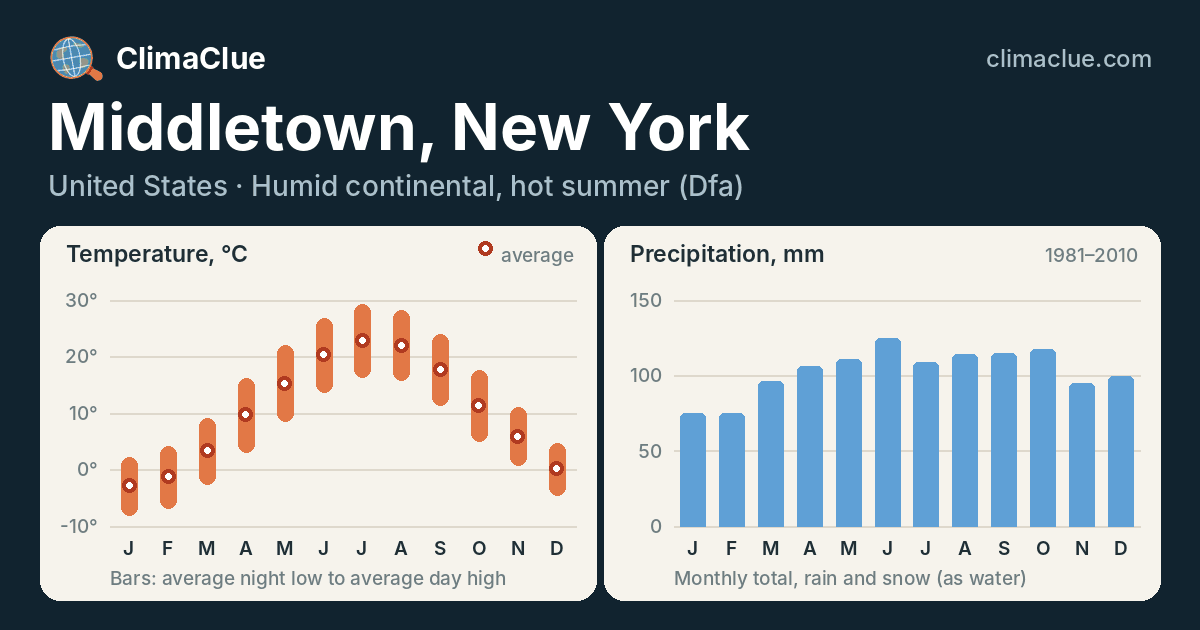 ClimaClue
climaclue.com
Middletown, New York
United States · Humid continental, hot summer (Dfa)
Temperature, °C
average
30°
20°
10°
0°
-10°
J F M A M J J A S O N D
Bars: average night low to average day high
Precipitation, mm
1981–2010
150
100
50
0
J F M A M J J A S O N D
Monthly total, rain and snow (as water)